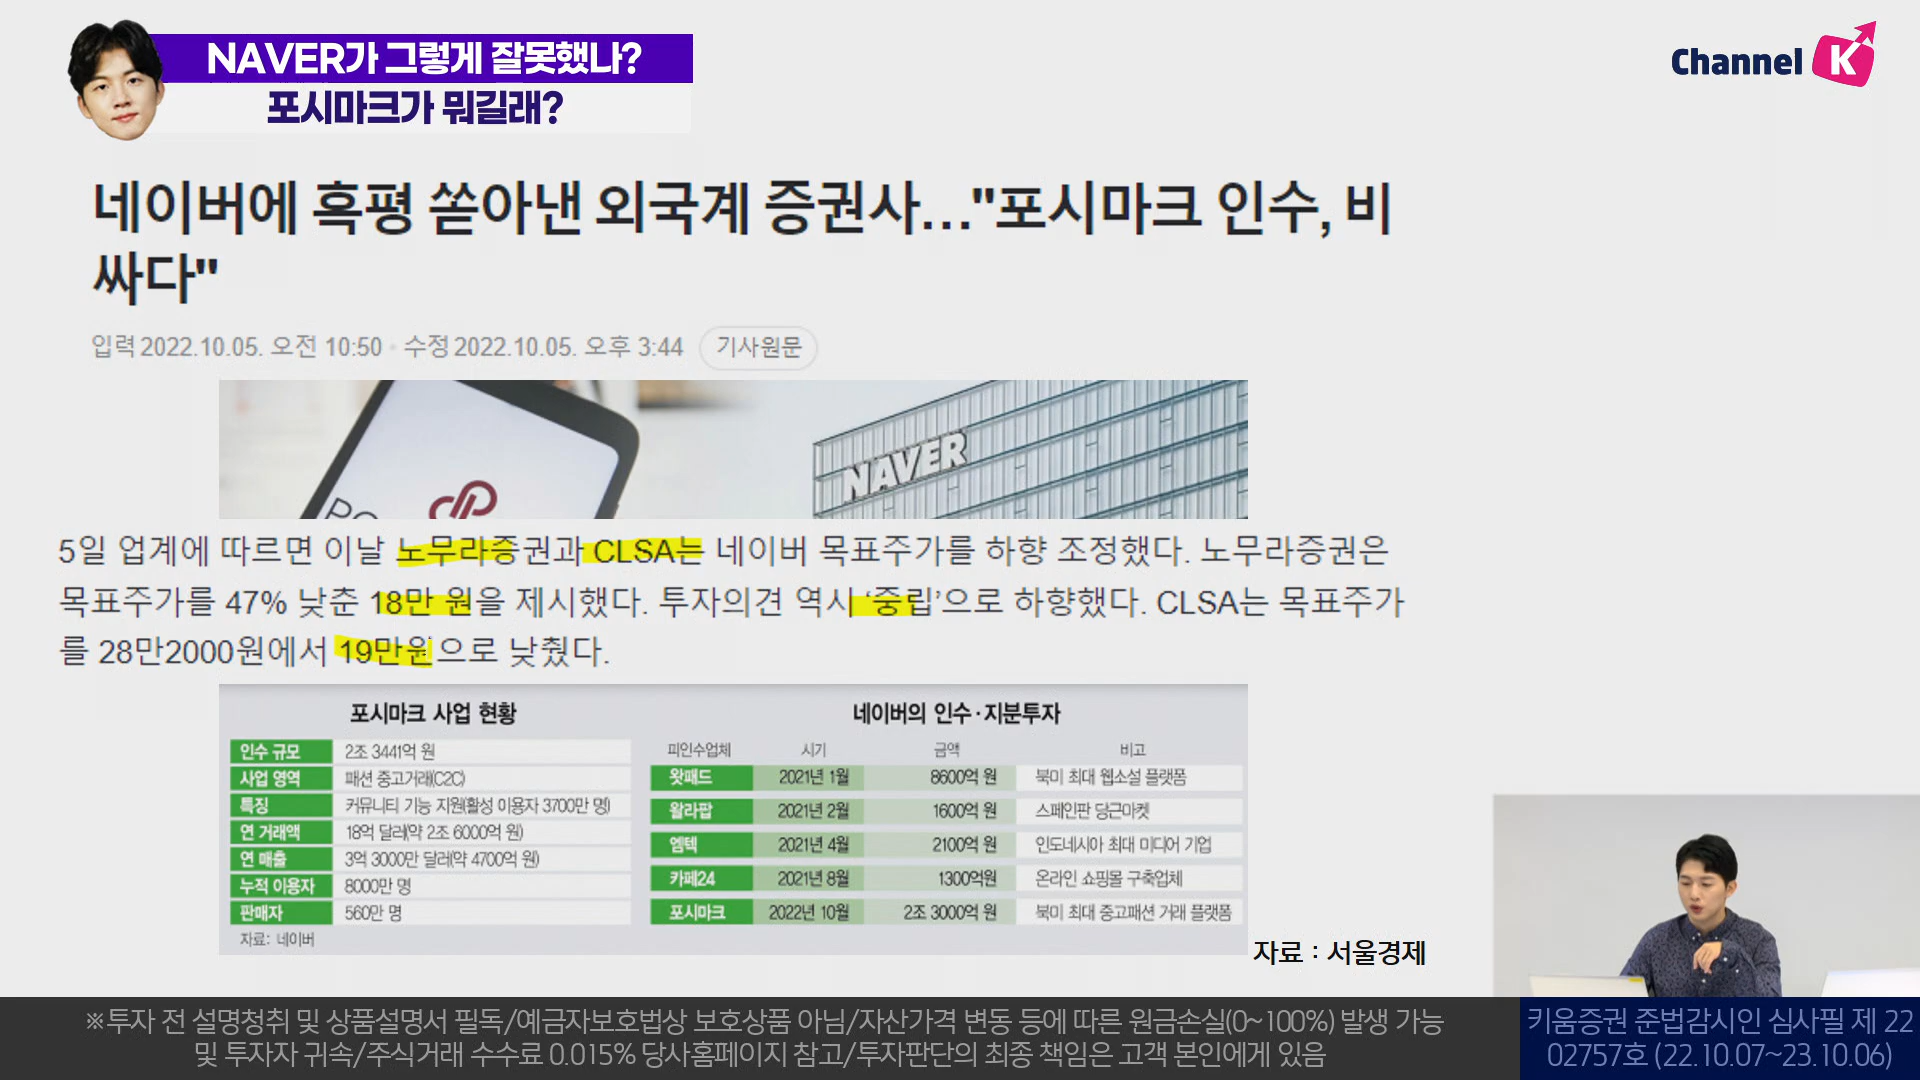 NAVER가 그렇게 잘못했나?
포시마크가 뭐길래?
Channel K
네이버에 혹평 쏟아낸 외국계 증권사…"포시마크 인수, 비
싸다"
입력 2022.10.05. 오전 10:50 · 수정 2022.10.05. 오후 3:44 기사원문
NAVER
5일 업계에 따르면 이날 노무라증권과 CLSA는 네이버 목표주가를 하향 조정했다. 노무라증권은
목표주가를 47% 낮춘 18만 원을 제시했다. 투자의견 역시 ‘중립’으로 하향했다. CLSA는 목표주가
를 28만2000원에서 19만원으로 낮췄다.
포시마크 사업 현황
인수 규모 2조 3441억 원
사업 영역 패션 중고거래(C2C)
특징 커뮤니티 기능 지원(활성 이용자 3700만 명)
연 거래액 18억 달러(약 2조 6000억 원)
연 매출 3억 3000만 달러(약 4700억 원)
누적 이용자 8000만 명
판매자 560만 명
자료: 네이버
네이버의 인수·지분투자
피인수업체 시기 금액 비고
왓패드 2021년 1월 8600억 원 북미 최대 웹소설 플랫폼
왈라팝 2021년 2월 1600억 원 스페인판 당근마켓
엠텍 2021년 4월 2100억 원 인도네시아 최대 미디어 기업
카페24 2021년 8월 1300억원 온라인 쇼핑몰 구축업체
포시마크 2022년 10월 2조 3000억 원 북미 최대 중고패션 거래 플랫폼
자료 : 서울경제
※투자 전 설명청취 및 상품설명서 필독/예금자보호법상 보호상품 아님/자산가격 변동 등에 따른 원금손실(0~100%) 발생 가능
및 투자자 귀속/주식거래 수수료 0.015% 당사홈페이지 참고/투자판단의 최종 책임은 고객 본인에게 있음
키움증권 준법감시인 심사필 제 22
02757호 (22.10.07~23.10.06)